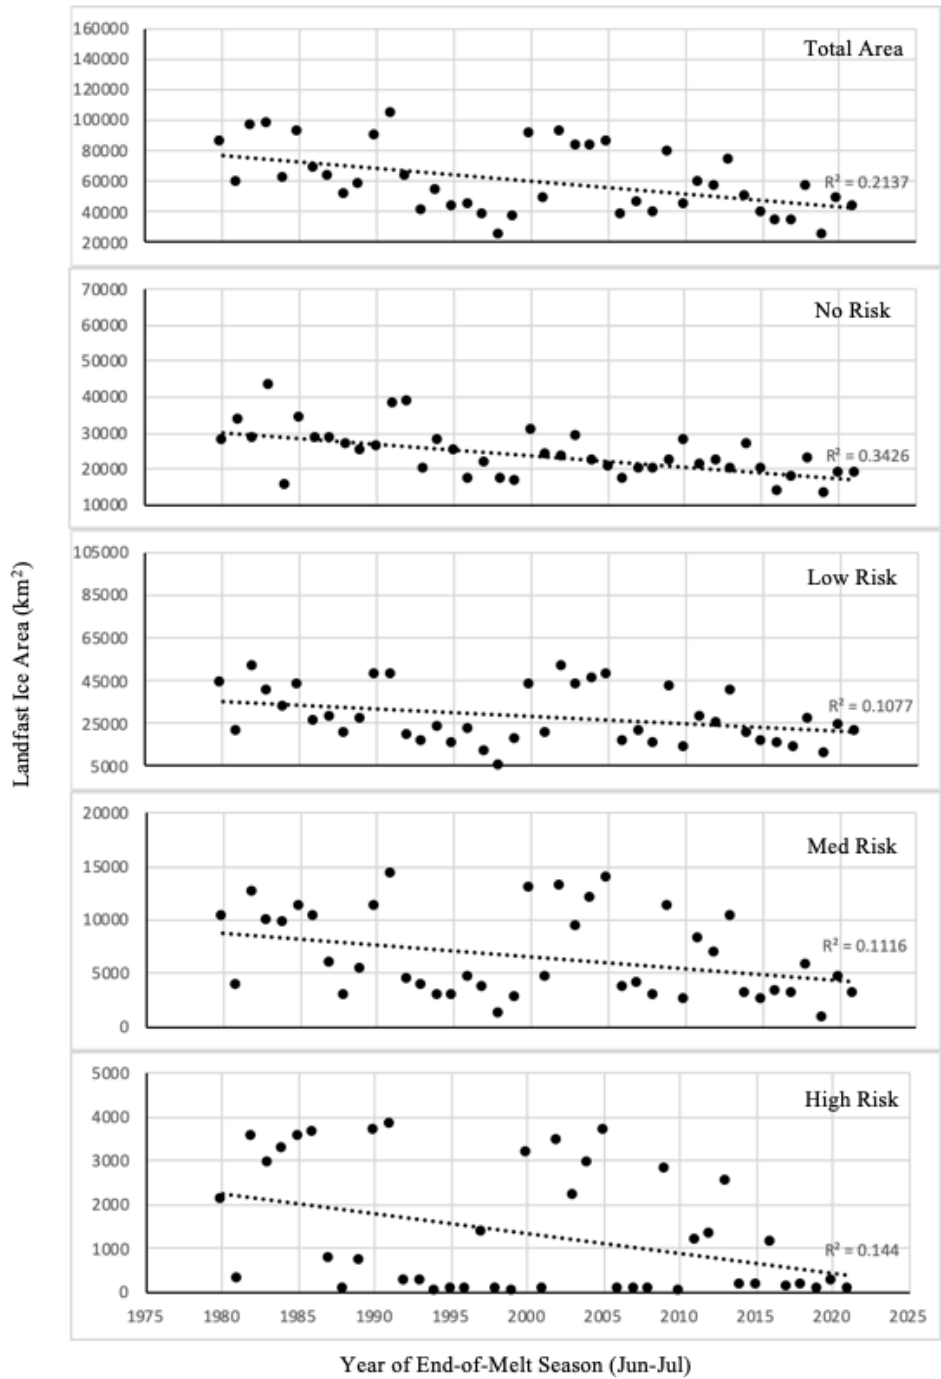 160000
Total Area
140000
120000
100000
80000
60000
R² = 0.2137
40000
20000
70000
No Risk
60000
50000
40000
30000
R² = 0.3426
20000
10000
105000
Low Risk
85000
65000
Landfast Ice Area (km²)
45000
R² = 0.1077
25000
5000
20000
Med Risk
15000
10000
R² = 0.1116
5000
0
5000
High Risk
4000
3000
2000
R² = 0.144
1000
0
1975 1980 1985 1990 1995 2000 2005 2010 2015 2020 2025
Year of End-of-Melt Season (Jun-Jul)